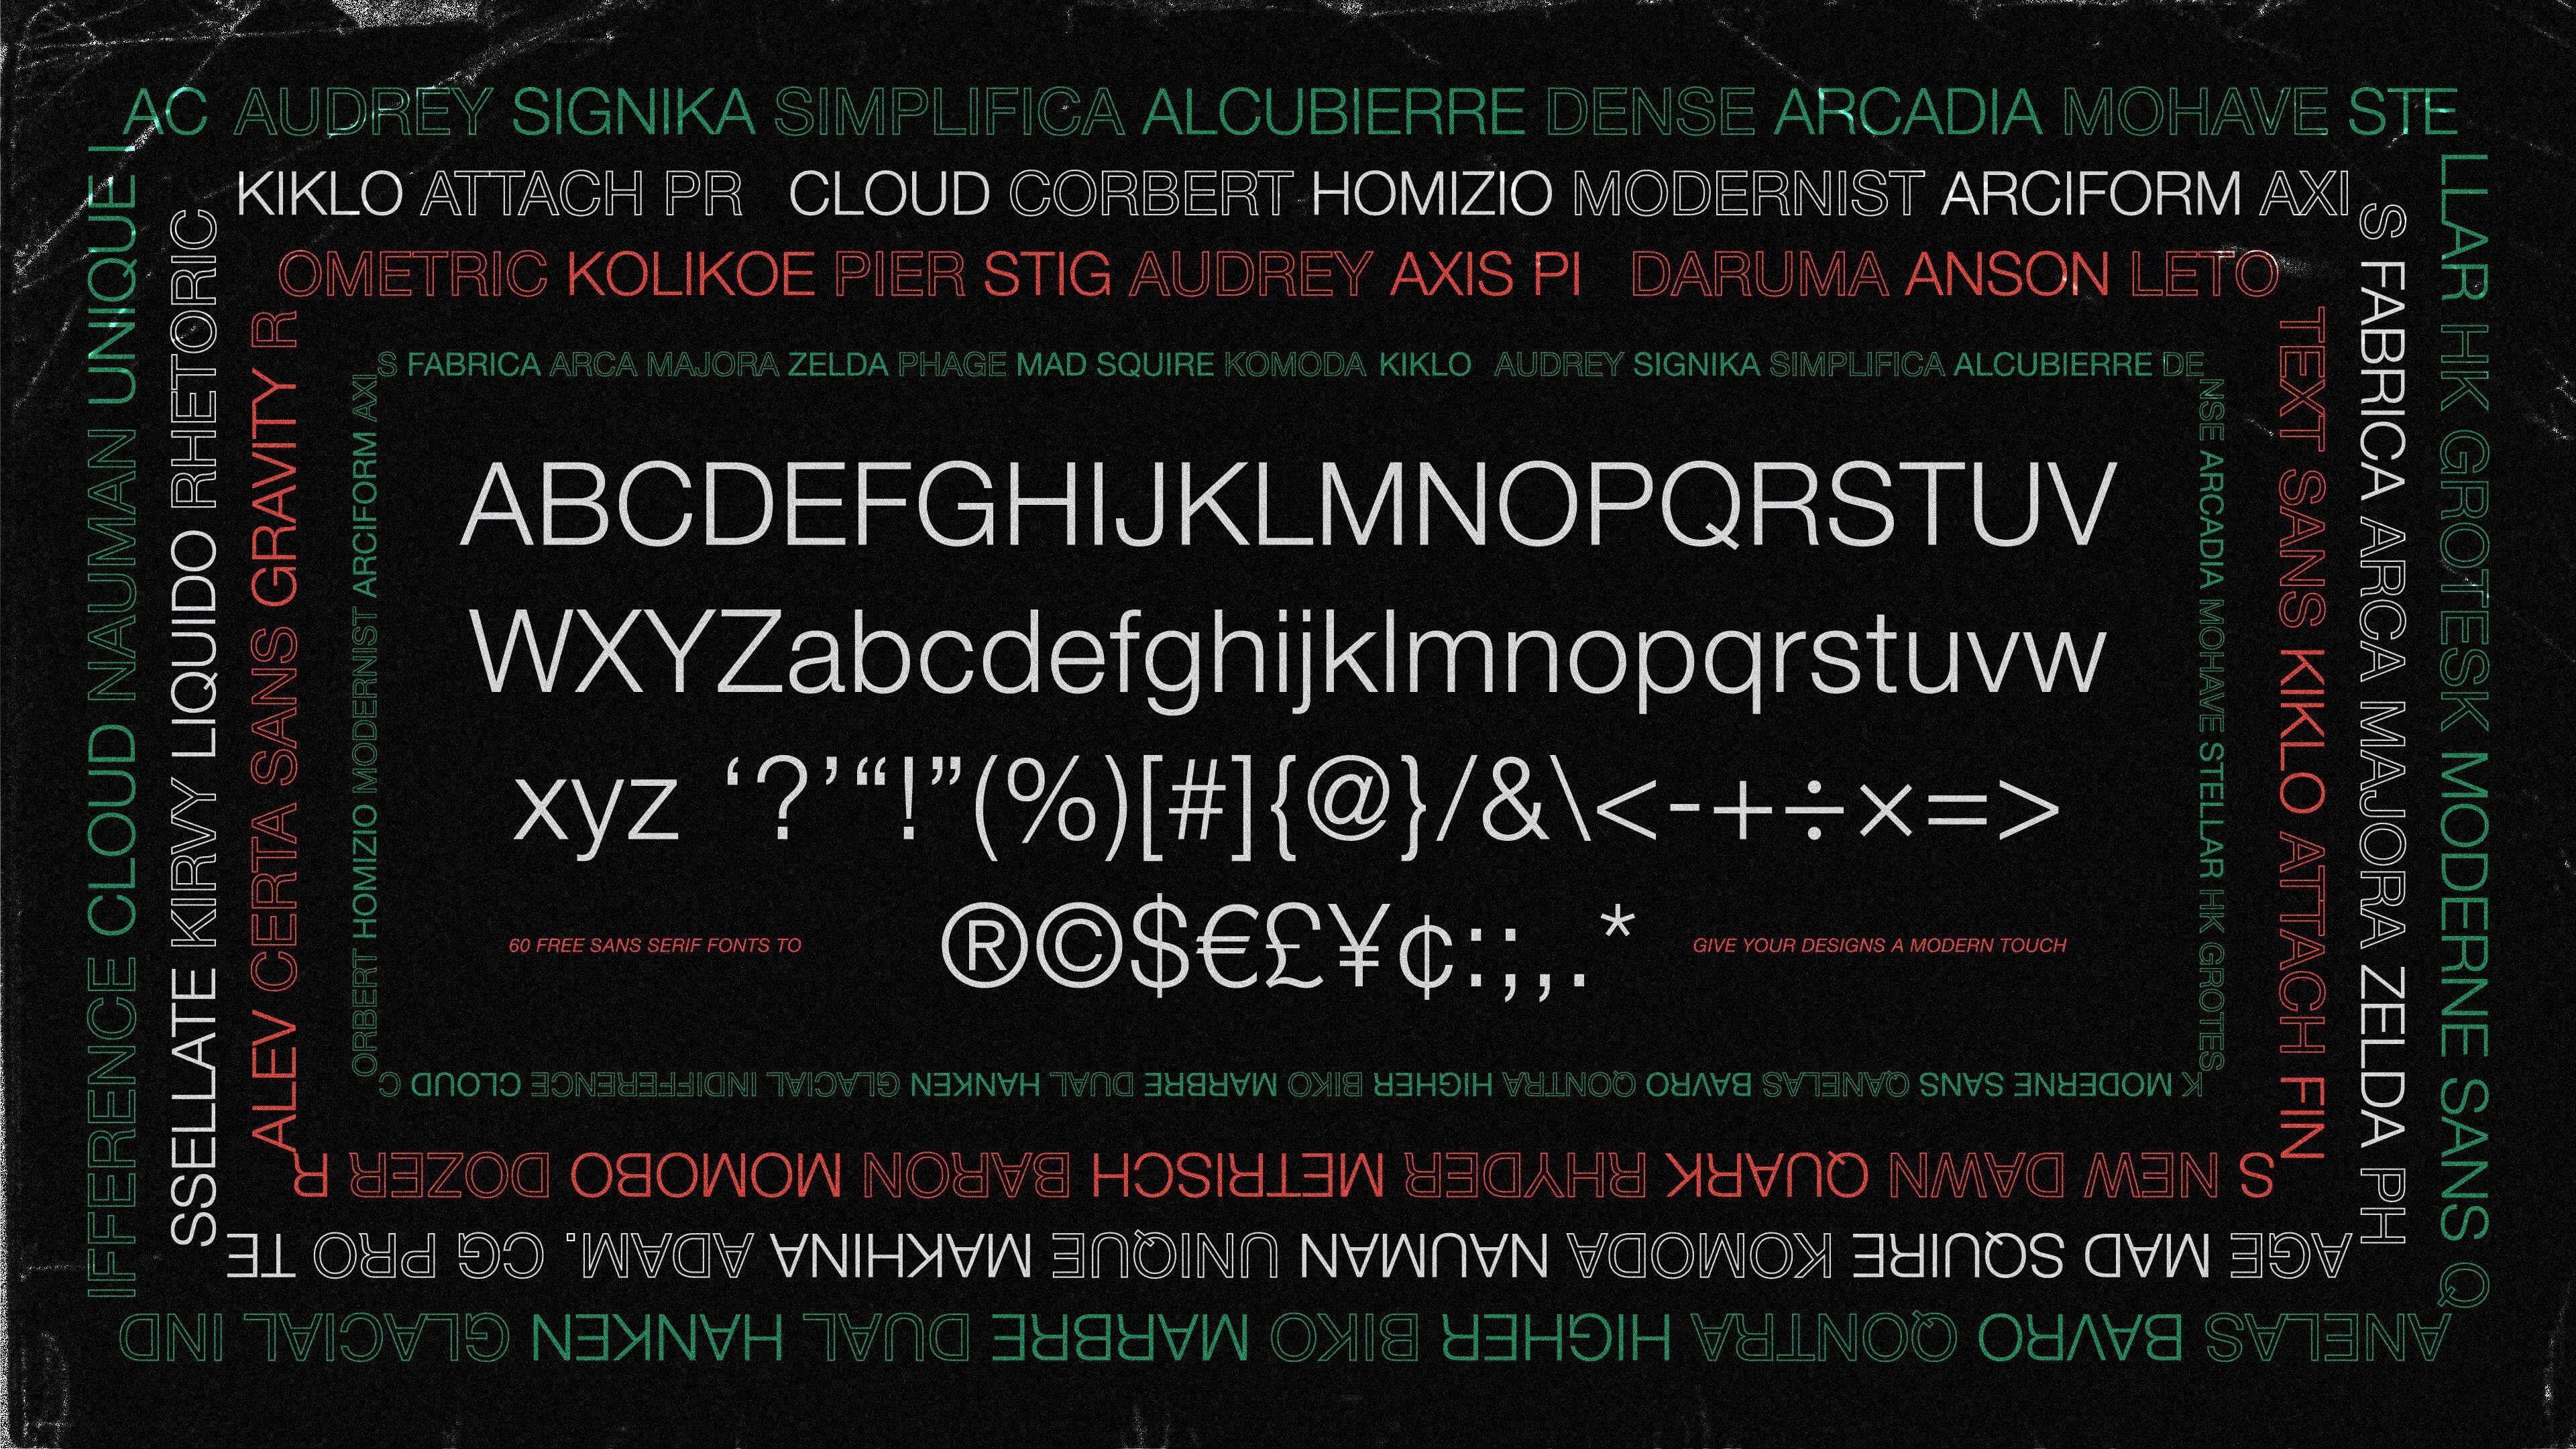 AC AUDREY SIGNIKA SIMPLIFICA ALCUBIERRE DENSE ARCADIA MOHAVE STE
LLAR HK GROTESK MODERNE SANS Q
ANELAS BAVRO QONTRA HIGHER BIKO MARBRE DUAL HANKEN GLACIAL IND
IFFERENCE CLOUD NAUMAN UNIQUE L
KIKLO ATTACH PR CLOUD CORBERT HOMIZIO MODERNIST ARCIFORM AXI
S FABRICA ARCA MAJORA ZELDA PH
AGE MAD SQUIRE KOMODA NAUMAN UNIQUE MAKHINA ADAM. CG PRO TE
SSELLATE KIRVY LIQUIDO RHETORIC
OMETRIC KOLIKOE PIER STIG AUDREY AXIS PI DARUMA ANSON LETO
TEXT SANS KIKLO ATTACH FIN
S NEW DAWN QUARK RHYDER METRISCH BARON MOMOBO DOZER R
ALEV CERTA SANS GRAVITY R
S FABRICA ARCA MAJORA ZELDA PHAGE MAD SQUIRE KOMODA KIKLO AUDREY SIGNIKA SIMPLIFICA ALCUBIERRE DE
NSE ARCADIA MOHAVE STELLAR HK GROTES
K MODERNE SANS QANELAS BAVRO QONTRA HIGHER BIKO MARBRE DUAL HANKEN GLACIAL INDIFFERENCE CLOUD C
ORBERT HOMIZIO MODERNIST ARCIFORM AXI
ABCDEFGHIJKLMNOPQRSTUV
WXYZabcdefghijklmnopqrstuvw
xyz ‘?’“!”(%)[#]{@}/&\<-+÷×=>
60 FREE SANS SERIF FONTS TO
®©$€£¥¢:;,.*
GIVE YOUR DESIGNS A MODERN TOUCH